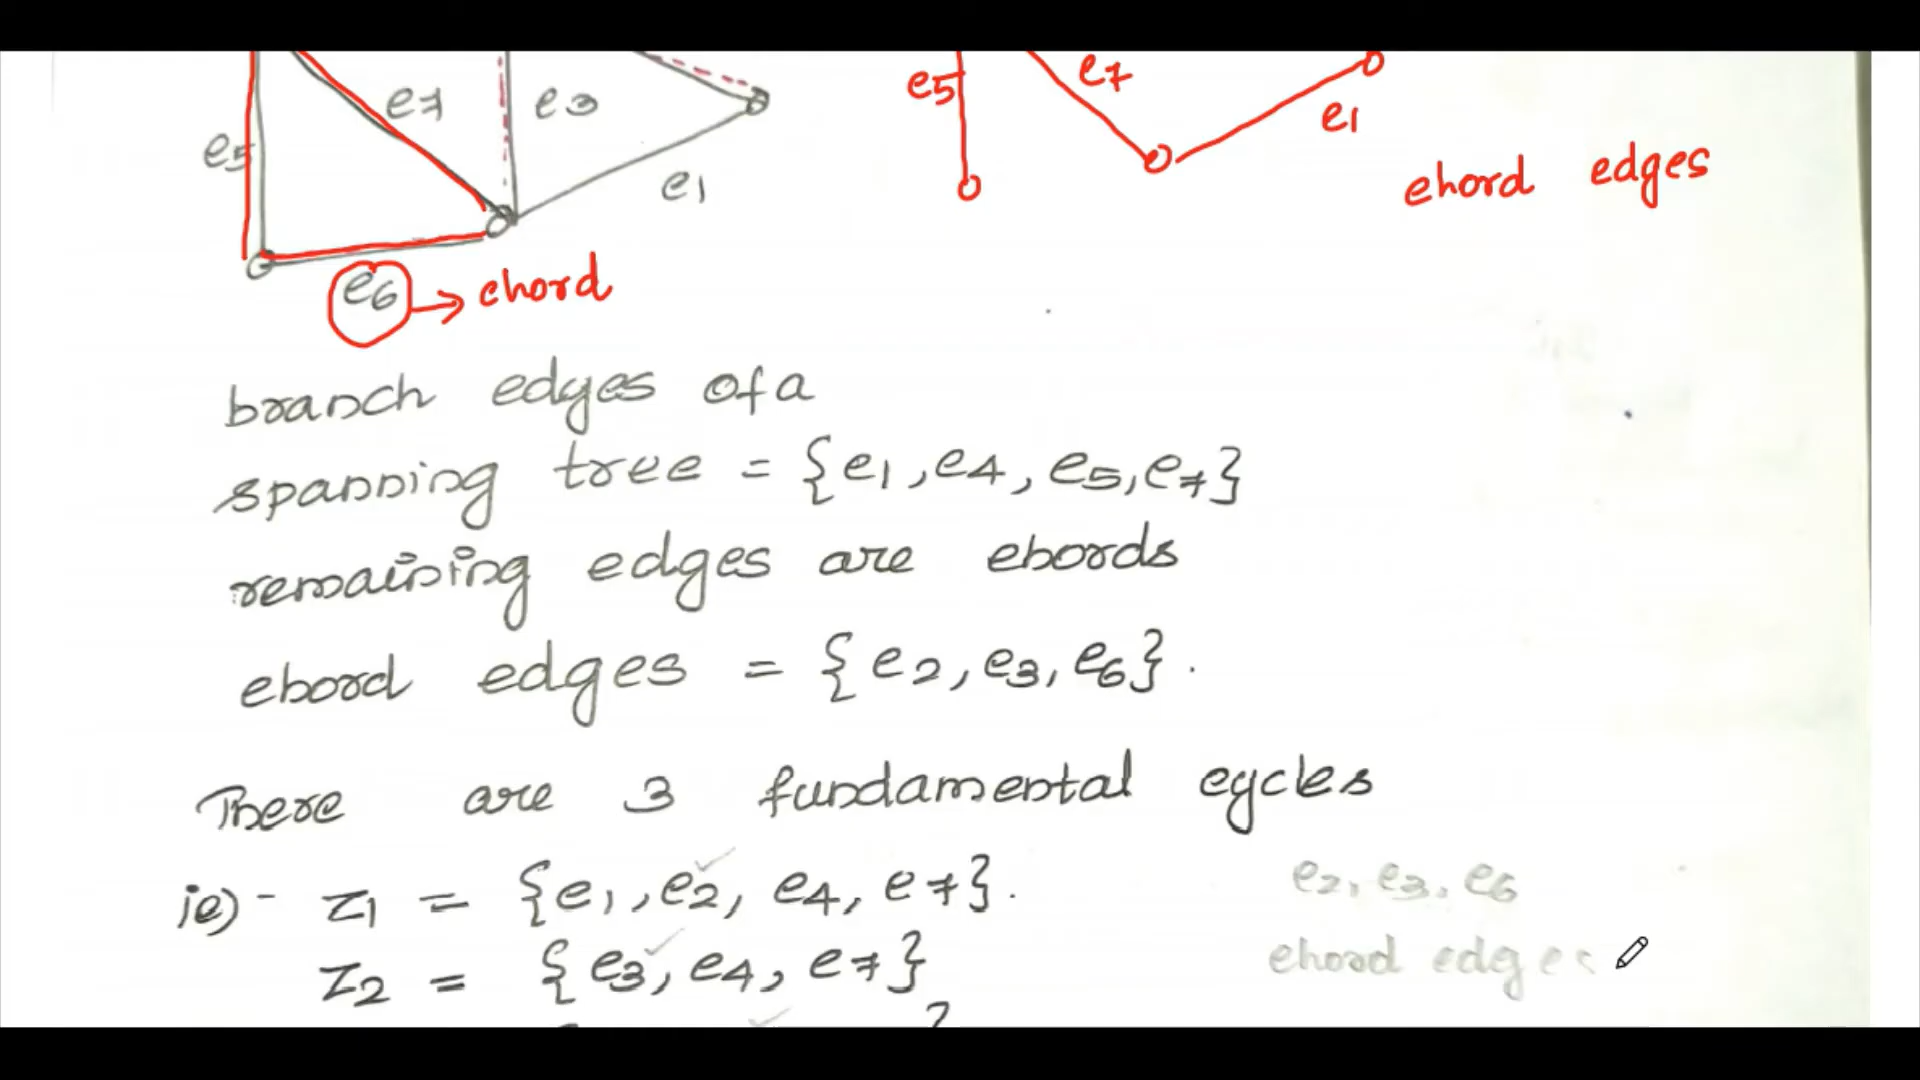 e7 e3 e5 e7
e5 e1 e1
chord edges
e6 → chord
branch edges of a
spanning tree = {e1, e4, e5, e7}
remaining edges are chords
chord edges = {e2, e3, e6}.
There are 3 fundamental cycles
ie) - Z1 = {e1, e2, e4, e7}.
e2, e3, e6
Z2 = {e3, e4, e7}
chord edges